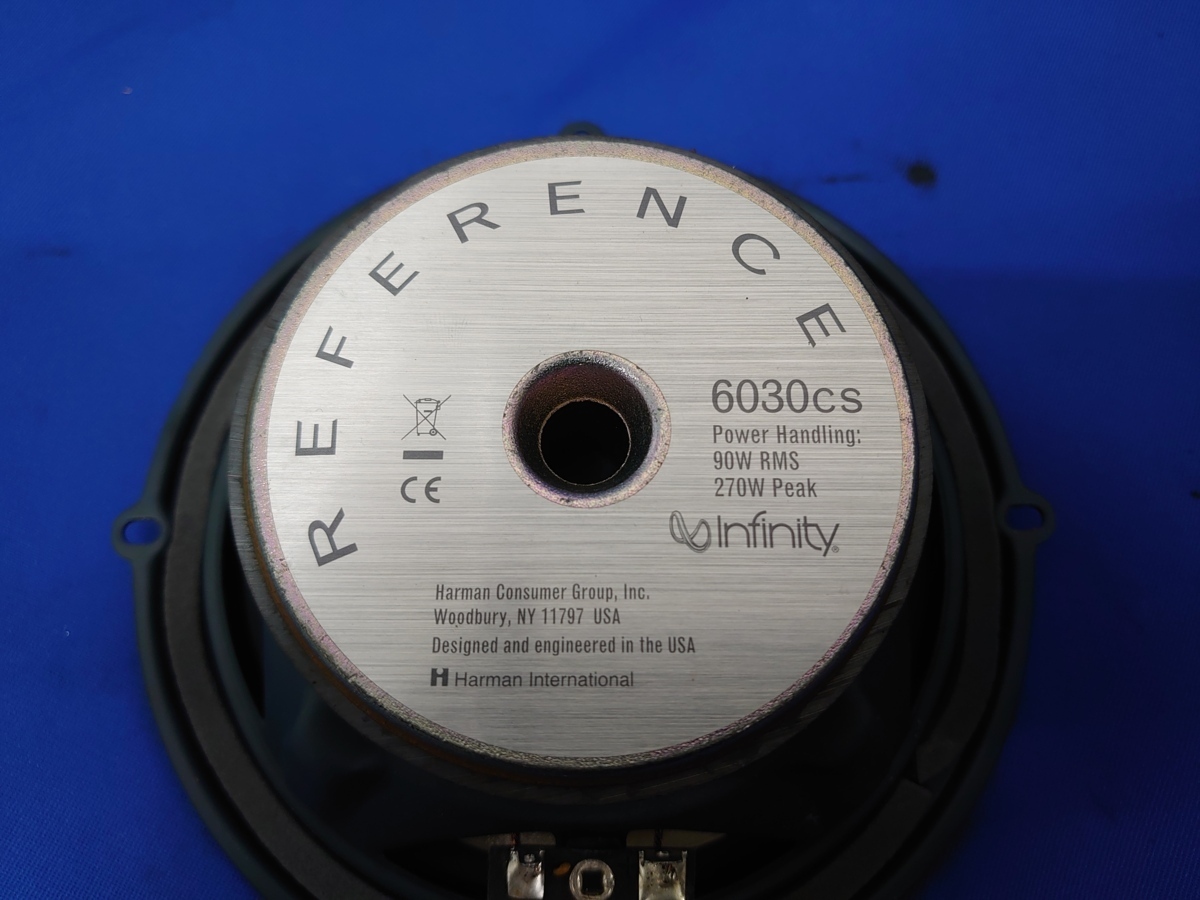 REFERENCE
6030cs
Power Handling:
90W RMS
270W Peak
Infinity®
CE
Harman Consumer Group, Inc.
Woodbury, NY 11797 USA
Designed and engineered in the USA
H Harman International